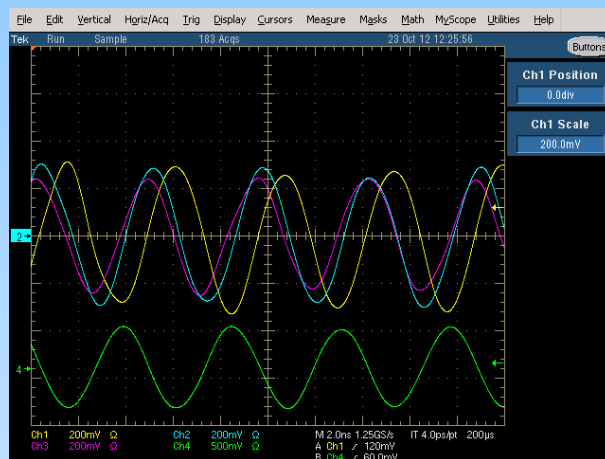 File Edit Vertical Horiz/Acq Trig Display Cursors Measure Masks Math MyScope Utilities Help
Tek Run Sample 183 Acqs 23 Oct 12 12:25:56
Buttons
Ch1 Position
0.0div
Ch1 Scale
200.0mV
2
4
Ch1 200mV Ω Ch2 200mV Ω M 2.0ns 1.25GS/s IT 4.0ps/pt 200µs
Ch3 200mV Ω Ch4 500mV Ω A Ch1 ∕ 120mV
B Ch4 ∕ 60.0mV